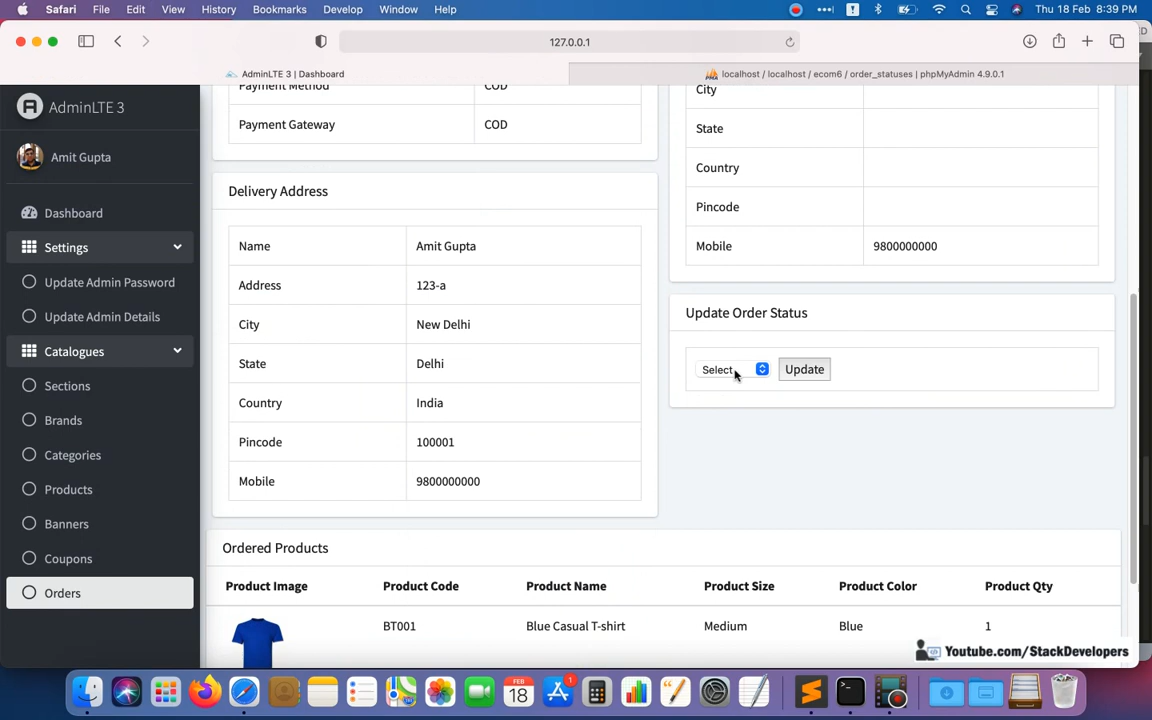 Safari File Edit View History Bookmarks Develop Window Help Thu 18 Feb 8:39 PM
127.0.0.1
AdminLTE 3 | Dashboard
localhost / localhost / ecom6 / order_statuses | phpMyAdmin 4.9.0.1
AdminLTE 3
Amit Gupta
Dashboard
Settings
Update Admin Password
Update Admin Details
Catalogues
Sections
Brands
Categories
Products
Banners
Coupons
Orders
Payment Method COD
Payment Gateway COD
Delivery Address
Name Amit Gupta
Address 123-a
City New Delhi
State Delhi
Country India
Pincode 100001
Mobile 9800000000
City
State
Country
Pincode
Mobile 9800000000
Update Order Status
Select Update
Ordered Products
Product Image Product Code Product Name Product Size Product Color Product Qty
BT001 Blue Casual T-shirt Medium Blue 1
Youtube.com/StackDevelopers
FEB
18
1